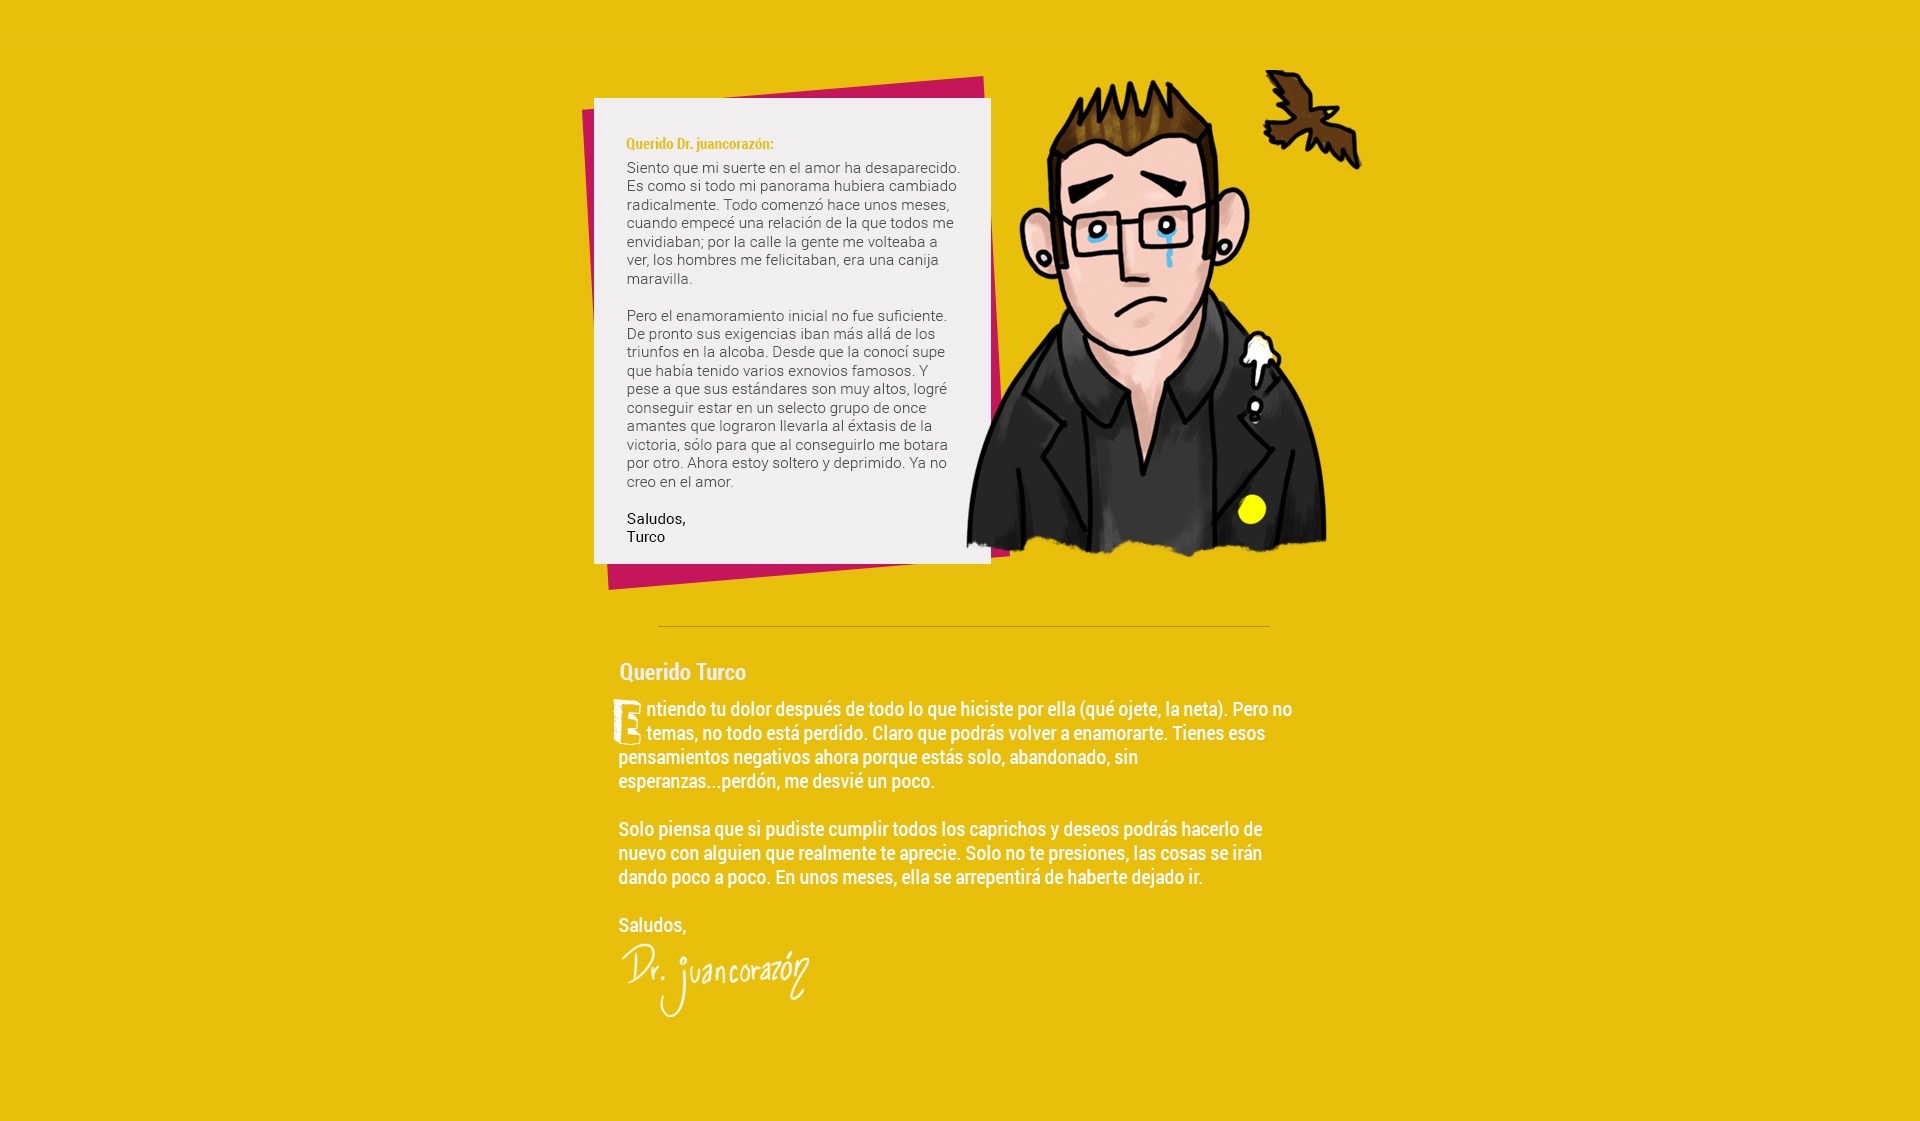 Querido Dr. juancorazón:
Siento que mi suerte en el amor ha desaparecido.
Es como si todo mi panorama hubiera cambiado
radicalmente. Todo comenzó hace unos meses,
cuando empecé una relación de la que todos me
envidiaban; por la calle la gente me volteaba a
ver, los hombres me felicitaban, era una canija
maravilla.
Pero el enamoramiento inicial no fue suficiente.
De pronto sus exigencias iban más allá de los
triunfos en la alcoba. Desde que la conocí supe
que había tenido varios exnovios famosos. Y
pese a que sus estándares son muy altos, logré
conseguir estar en un selecto grupo de once
amantes que lograron llevarla al éxtasis de la
victoria, sólo para que al conseguirlo me botara
por otro. Ahora estoy soltero y deprimido. Ya no
creo en el amor.
Saludos,
Turco
Querido Turco
Entiendo tu dolor después de todo lo que hiciste por ella (qué ojete, la neta). Pero no
temas, no todo está perdido. Claro que podrás volver a enamorarte. Tienes esos
pensamientos negativos ahora porque estás solo, abandonado, sin
esperanzas...perdón, me desvié un poco.
Solo piensa que si pudiste cumplir todos los caprichos y deseos podrás hacerlo de
nuevo con alguien que realmente te aprecie. Solo no te presiones, las cosas se irán
dando poco a poco. En unos meses, ella se arrepentirá de haberte dejado ir.
Saludos,
Dr. juancorazón